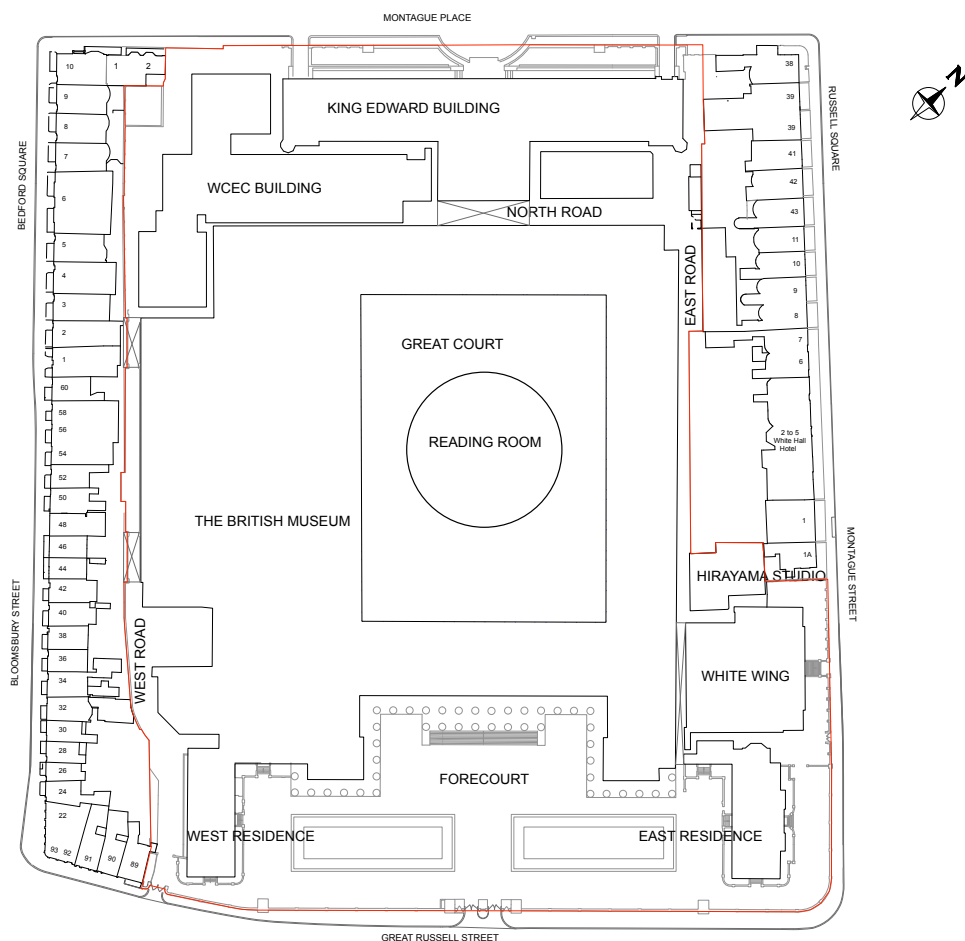 MONTAGUE PLACE
N
10
1
2
38
9
39
8
39
7
41
6
42
43
5
11
4
10
3
9
2
8
1
7
6
60
58
56
54
2 to 5
White Hall
Hotel
52
50
48
1
46
1A
44
42
40
38
36
34
32
30
28
26
24
22
93
92
91
90
89
BEDFORD SQUARE
BLOOMSBURY STREET
RUSSELL SQUARE
MONTAGUE STREET
KING EDWARD BUILDING
WCEC BUILDING
NORTH ROAD
EAST ROAD
GREAT COURT
READING ROOM
THE BRITISH MUSEUM
HIRAYAMA STUDIO
WEST ROAD
WHITE WING
FORECOURT
WEST RESIDENCE
EAST RESIDENCE
GREAT RUSSELL STREET